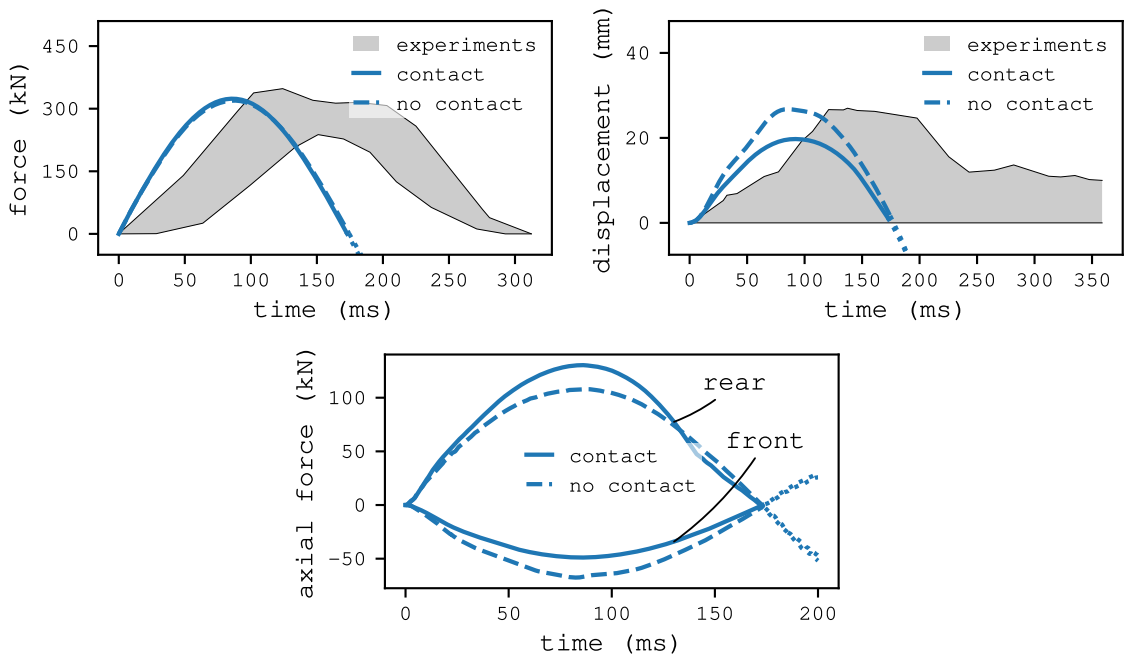 force (kN)
450
300
150
0
experiments
contact
no contact
0 50 100 150 200 250 300
time (ms)
displacement (mm)
40
20
0
experiments
contact
no contact
0 50 100 150 200 250 300 350
time (ms)
axial force (kN)
100
50
0
−50
rear
front
contact
no contact
0 50 100 150 200
time (ms)